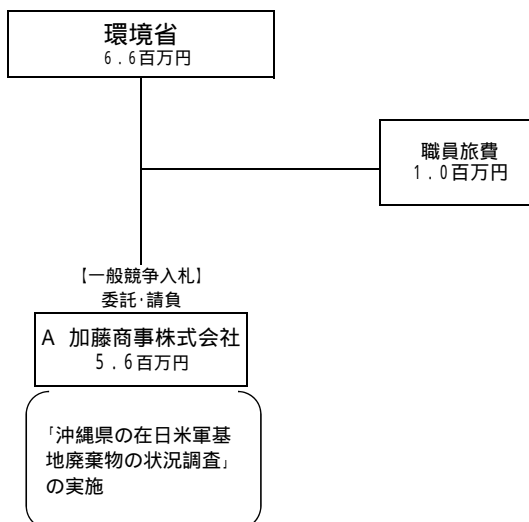 環境省
6.6百万円
職員旅費
1.0百万円
【一般競争入札】
委託・請負
A 加藤商事株式会社
5.6百万円
「沖縄県の在日米軍基
地廃棄物の状況調査」
の実施